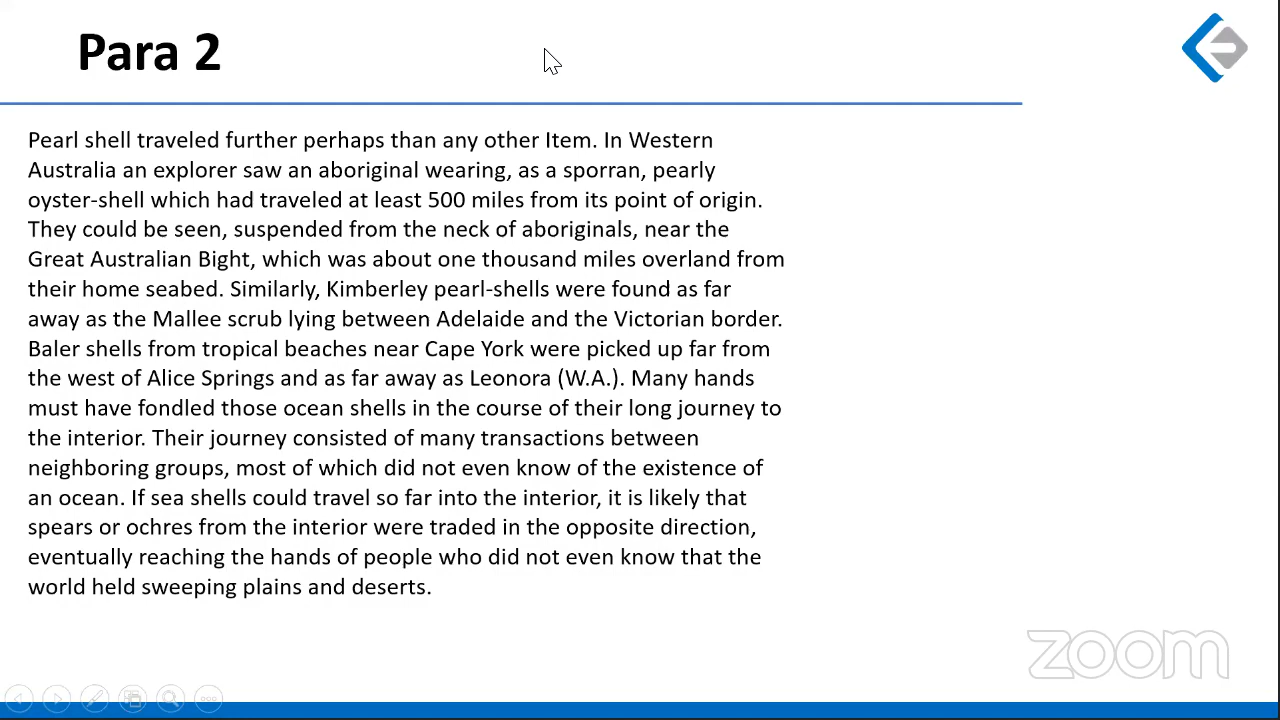 Para 2
Pearl shell traveled further perhaps than any other Item. In Western
Australia an explorer saw an aboriginal wearing, as a sporran, pearly
oyster-shell which had traveled at least 500 miles from its point of origin.
They could be seen, suspended from the neck of aboriginals, near the
Great Australian Bight, which was about one thousand miles overland from
their home seabed. Similarly, Kimberley pearl-shells were found as far
away as the Mallee scrub lying between Adelaide and the Victorian border.
Baler shells from tropical beaches near Cape York were picked up far from
the west of Alice Springs and as far away as Leonora (W.A.). Many hands
must have fondled those ocean shells in the course of their long journey to
the interior. Their journey consisted of many transactions between
neighboring groups, most of which did not even know of the existence of
an ocean. If sea shells could travel so far into the interior, it is likely that
spears or ochres from the interior were traded in the opposite direction,
eventually reaching the hands of people who did not even know that the
world held sweeping plains and deserts.
zoom